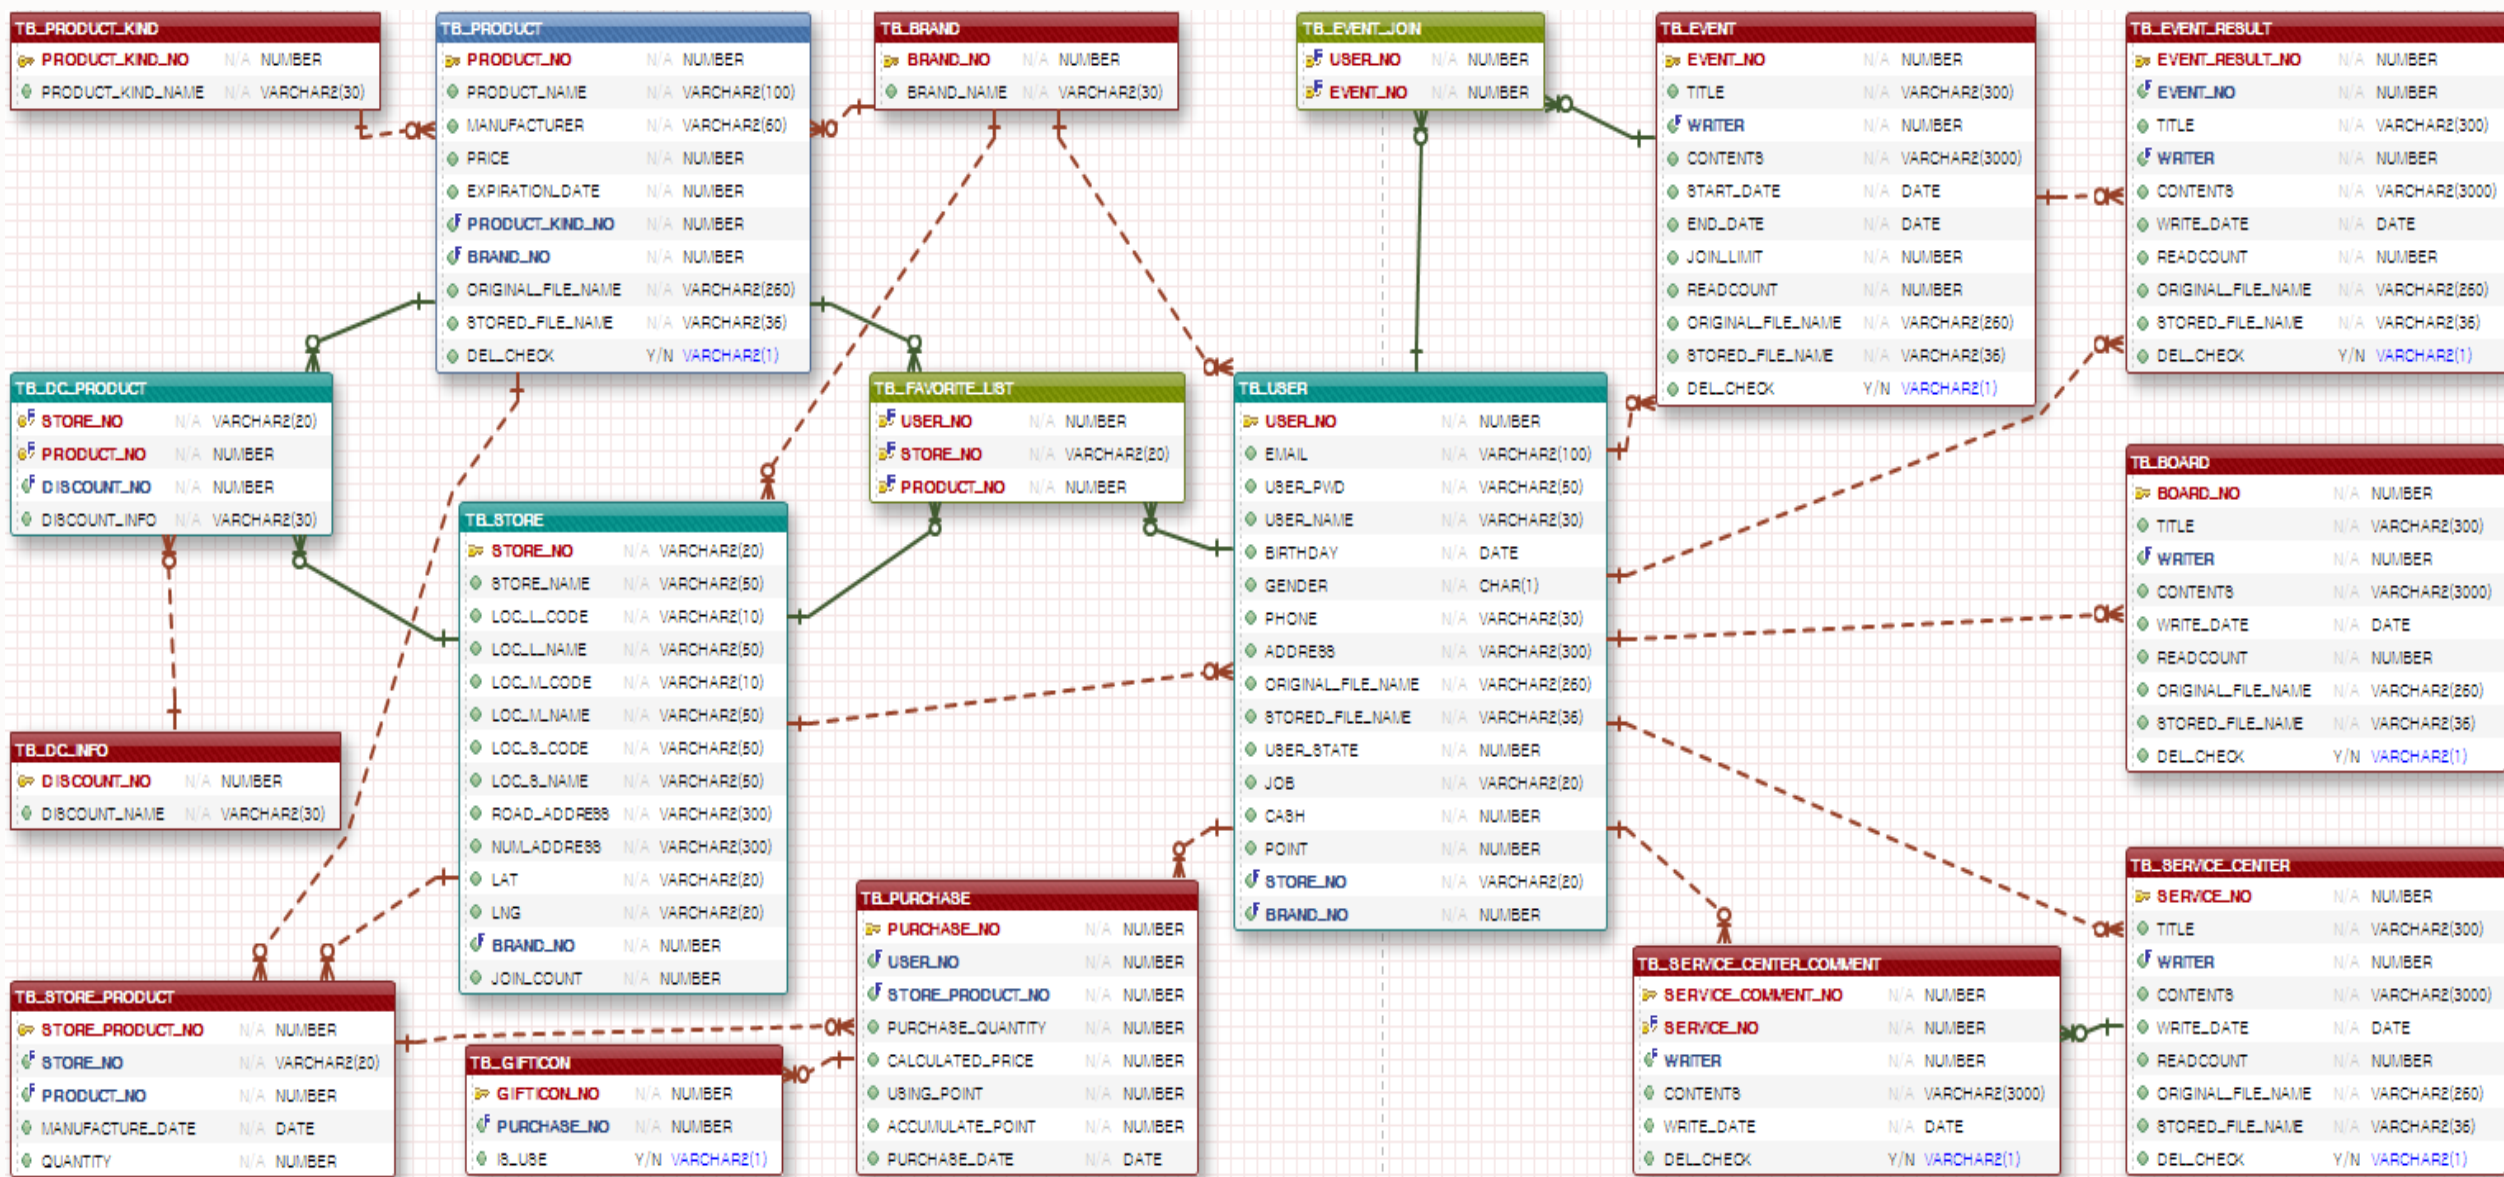 TB_PRODUCT_KIND
PRODUCT_KIND_NO N/A NUMBER
PRODUCT_KIND_NAME N/A VARCHAR2(30)
TB_PRODUCT
PRODUCT_NO N/A NUMBER
PRODUCT_NAME N/A VARCHAR2(100)
MANUFACTURER N/A VARCHAR2(60)
PRICE N/A NUMBER
EXPIRATION_DATE N/A NUMBER
PRODUCT_KIND_NO N/A NUMBER
BRAND_NO N/A NUMBER
ORIGINAL_FILE_NAME N/A VARCHAR2(260)
STORED_FILE_NAME N/A VARCHAR2(36)
DEL_CHECK Y/N VARCHAR2(1)
TB_BRAND
BRAND_NO N/A NUMBER
BRAND_NAME N/A VARCHAR2(30)
TB_EVENT_JOIN
USER_NO N/A NUMBER
EVENT_NO N/A NUMBER
TB_EVENT
EVENT_NO N/A NUMBER
TITLE N/A VARCHAR2(300)
WRITER N/A NUMBER
CONTENTS N/A VARCHAR2(3000)
START_DATE N/A DATE
END_DATE N/A DATE
JOIN_LIMIT N/A NUMBER
READCOUNT N/A NUMBER
ORIGINAL_FILE_NAME N/A VARCHAR2(260)
STORED_FILE_NAME N/A VARCHAR2(36)
DEL_CHECK Y/N VARCHAR2(1)
TB_EVENT_RESULT
EVENT_RESULT_NO N/A NUMBER
EVENT_NO N/A NUMBER
TITLE N/A VARCHAR2(300)
WRITER N/A NUMBER
CONTENTS N/A VARCHAR2(3000)
WRITE_DATE N/A DATE
READCOUNT N/A NUMBER
ORIGINAL_FILE_NAME N/A VARCHAR2(260)
STORED_FILE_NAME N/A VARCHAR2(36)
DEL_CHECK Y/N VARCHAR2(1)
TB_DC_PRODUCT
STORE_NO N/A VARCHAR2(20)
PRODUCT_NO N/A NUMBER
DISCOUNT_NO N/A NUMBER
DISCOUNT_INFO N/A VARCHAR2(30)
TB_FAVORITE_LIST
USER_NO N/A NUMBER
STORE_NO N/A VARCHAR2(20)
PRODUCT_NO N/A NUMBER
TB_USER
USER_NO N/A NUMBER
EMAIL N/A VARCHAR2(100)
USER_PWD N/A VARCHAR2(50)
USER_NAME N/A VARCHAR2(30)
BIRTHDAY N/A DATE
GENDER N/A CHAR(1)
PHONE N/A VARCHAR2(30)
ADDRESS N/A VARCHAR2(300)
ORIGINAL_FILE_NAME N/A VARCHAR2(260)
STORED_FILE_NAME N/A VARCHAR2(36)
USER_STATE N/A NUMBER
JOB N/A VARCHAR2(20)
CASH N/A NUMBER
POINT N/A NUMBER
STORE_NO N/A VARCHAR2(20)
BRAND_NO N/A NUMBER
TB_BOARD
BOARD_NO N/A NUMBER
TITLE N/A VARCHAR2(300)
WRITER N/A NUMBER
CONTENTS N/A VARCHAR2(3000)
WRITE_DATE N/A DATE
READCOUNT N/A NUMBER
ORIGINAL_FILE_NAME N/A VARCHAR2(260)
STORED_FILE_NAME N/A VARCHAR2(36)
DEL_CHECK Y/N VARCHAR2(1)
TB_STORE
STORE_NO N/A VARCHAR2(20)
STORE_NAME N/A VARCHAR2(50)
LOC_L_CODE N/A VARCHAR2(10)
LOC_L_NAME N/A VARCHAR2(50)
LOC_M_CODE N/A VARCHAR2(10)
LOC_M_NAME N/A VARCHAR2(50)
LOC_S_CODE N/A VARCHAR2(50)
LOC_S_NAME N/A VARCHAR2(50)
ROAD_ADDRESS N/A VARCHAR2(300)
NUM_ADDRESS N/A VARCHAR2(300)
LAT N/A VARCHAR2(20)
LNG N/A VARCHAR2(20)
BRAND_NO N/A NUMBER
JOIN_COUNT N/A NUMBER
TB_DC_INFO
DISCOUNT_NO N/A NUMBER
DISCOUNT_NAME N/A VARCHAR2(30)
TB_PURCHASE
PURCHASE_NO N/A NUMBER
USER_NO N/A NUMBER
STORE_PRODUCT_NO N/A NUMBER
PURCHASE_QUANTITY N/A NUMBER
CALCULATED_PRICE N/A NUMBER
USING_POINT N/A NUMBER
ACCUMULATE_POINT N/A NUMBER
PURCHASE_DATE N/A DATE
TB_SERVICE_CENTER
SERVICE_NO N/A NUMBER
TITLE N/A VARCHAR2(300)
WRITER N/A NUMBER
CONTENTS N/A VARCHAR2(3000)
WRITE_DATE N/A DATE
READCOUNT N/A NUMBER
ORIGINAL_FILE_NAME N/A VARCHAR2(260)
STORED_FILE_NAME N/A VARCHAR2(36)
DEL_CHECK Y/N VARCHAR2(1)
TB_SERVICE_CENTER_COMMENT
SERVICE_COMMENT_NO N/A NUMBER
SERVICE_NO N/A NUMBER
WRITER N/A NUMBER
CONTENTS N/A VARCHAR2(3000)
WRITE_DATE N/A DATE
DEL_CHECK Y/N VARCHAR2(1)
TB_STORE_PRODUCT
STORE_PRODUCT_NO N/A NUMBER
STORE_NO N/A VARCHAR2(20)
PRODUCT_NO N/A NUMBER
MANUFACTURE_DATE N/A DATE
QUANTITY N/A NUMBER
TB_GIFTICON
GIFTICON_NO N/A NUMBER
PURCHASE_NO N/A NUMBER
IS_USE Y/N VARCHAR2(1)